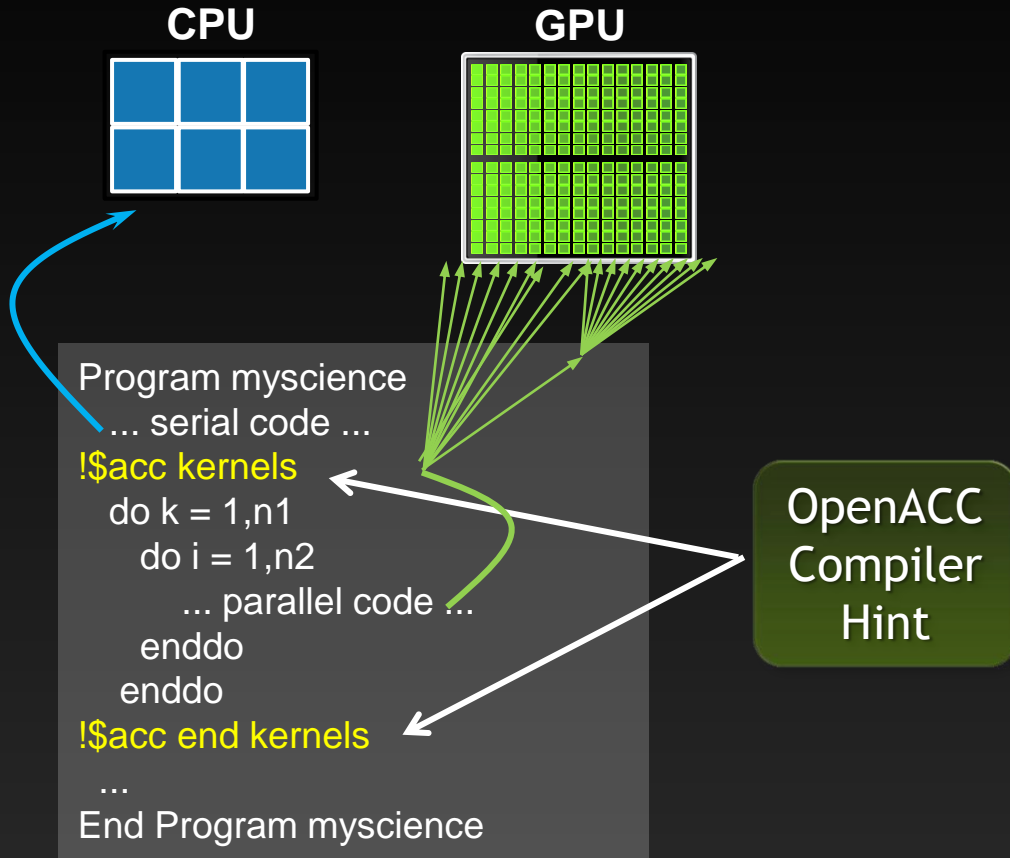 CPU
GPU
Program myscience
... serial code ...
!$acc kernels
do k = 1,n1
do i = 1,n2
... parallel code ...
enddo
enddo
!$acc end kernels
...
End Program myscience
OpenACC
Compiler
Hint